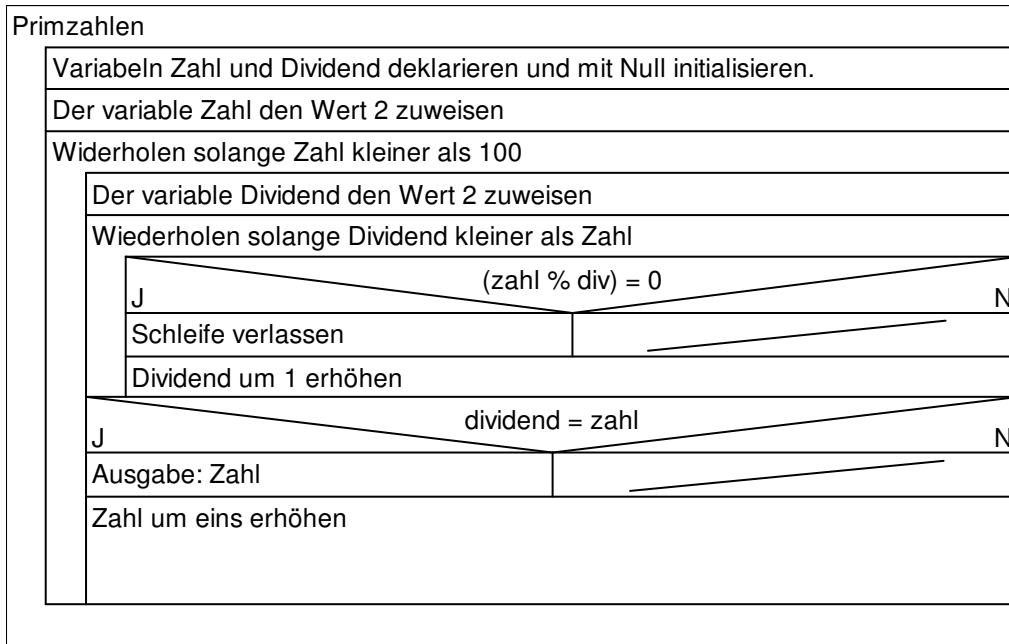 Primzahlen
Variabeln Zahl und Dividend deklarieren und mit Null initialisieren.
Der variable Zahl den Wert 2 zuweisen
Widerholen solange Zahl kleiner als 100
Der variable Dividend den Wert 2 zuweisen
Wiederholen solange Dividend kleiner als Zahl
(zahl % div) = 0
J N
Schleife verlassen
Dividend um 1 erhöhen
dividend = zahl
J N
Ausgabe: Zahl
Zahl um eins erhöhen